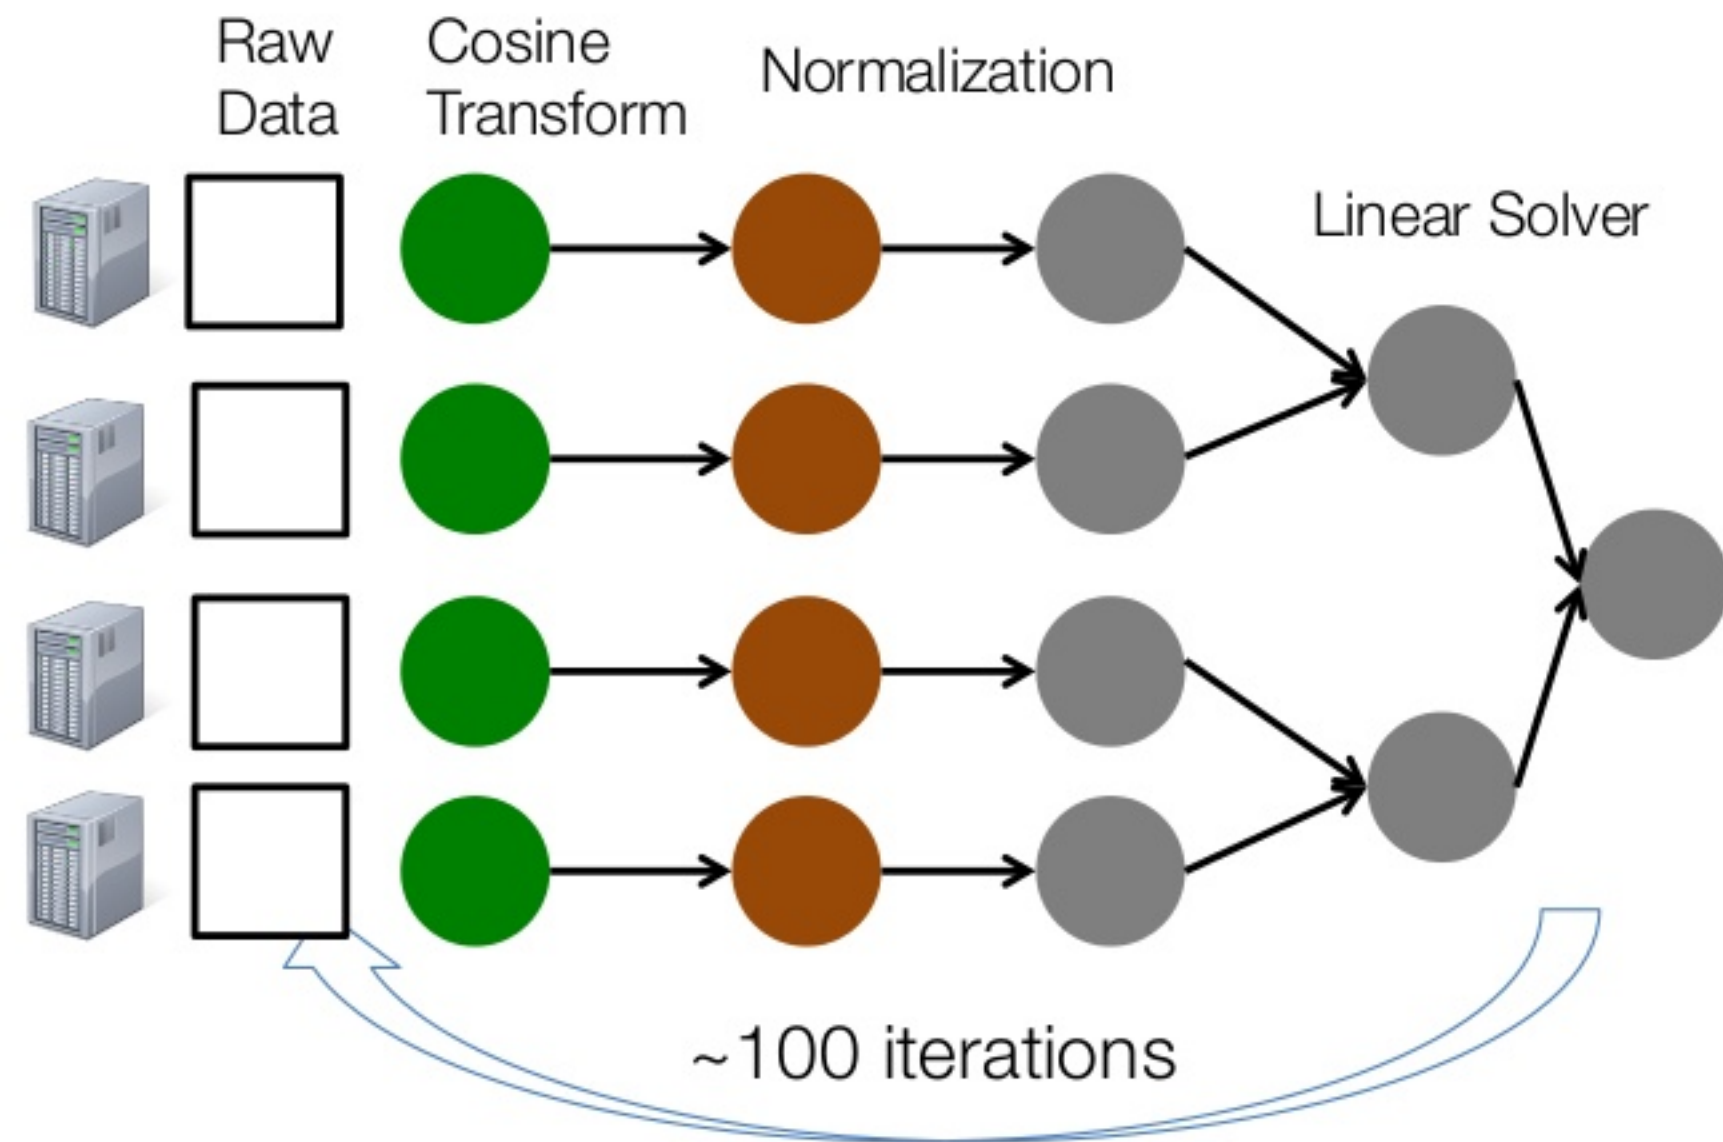 Raw
Data
Cosine
Transform
Normalization
Linear Solver
~100 iterations